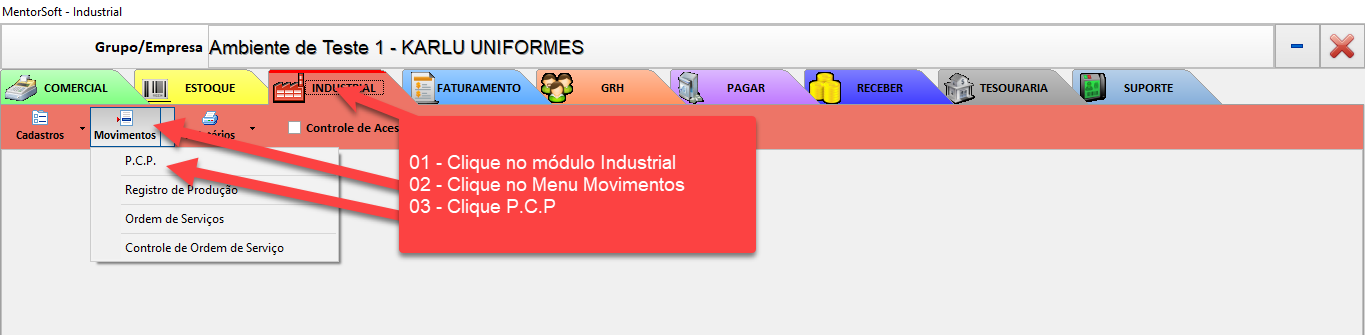 MentorSoft - Industrial
Grupo/Empresa Ambiente de Teste 1 - KARLU UNIFORMES
COMERCIAL ESTOQUE INDUSTRIAL FATURAMENTO GRH PAGAR RECEBER TESOURARIA SUPORTE
Cadastros Movimentos Controle de Aces
P.C.P.
Registro de Produção
Ordem de Serviços
Controle de Ordem de Serviço
01 - Clique no módulo Industrial
02 - Clique no Menu Movimentos
03 - Clique P.C.P